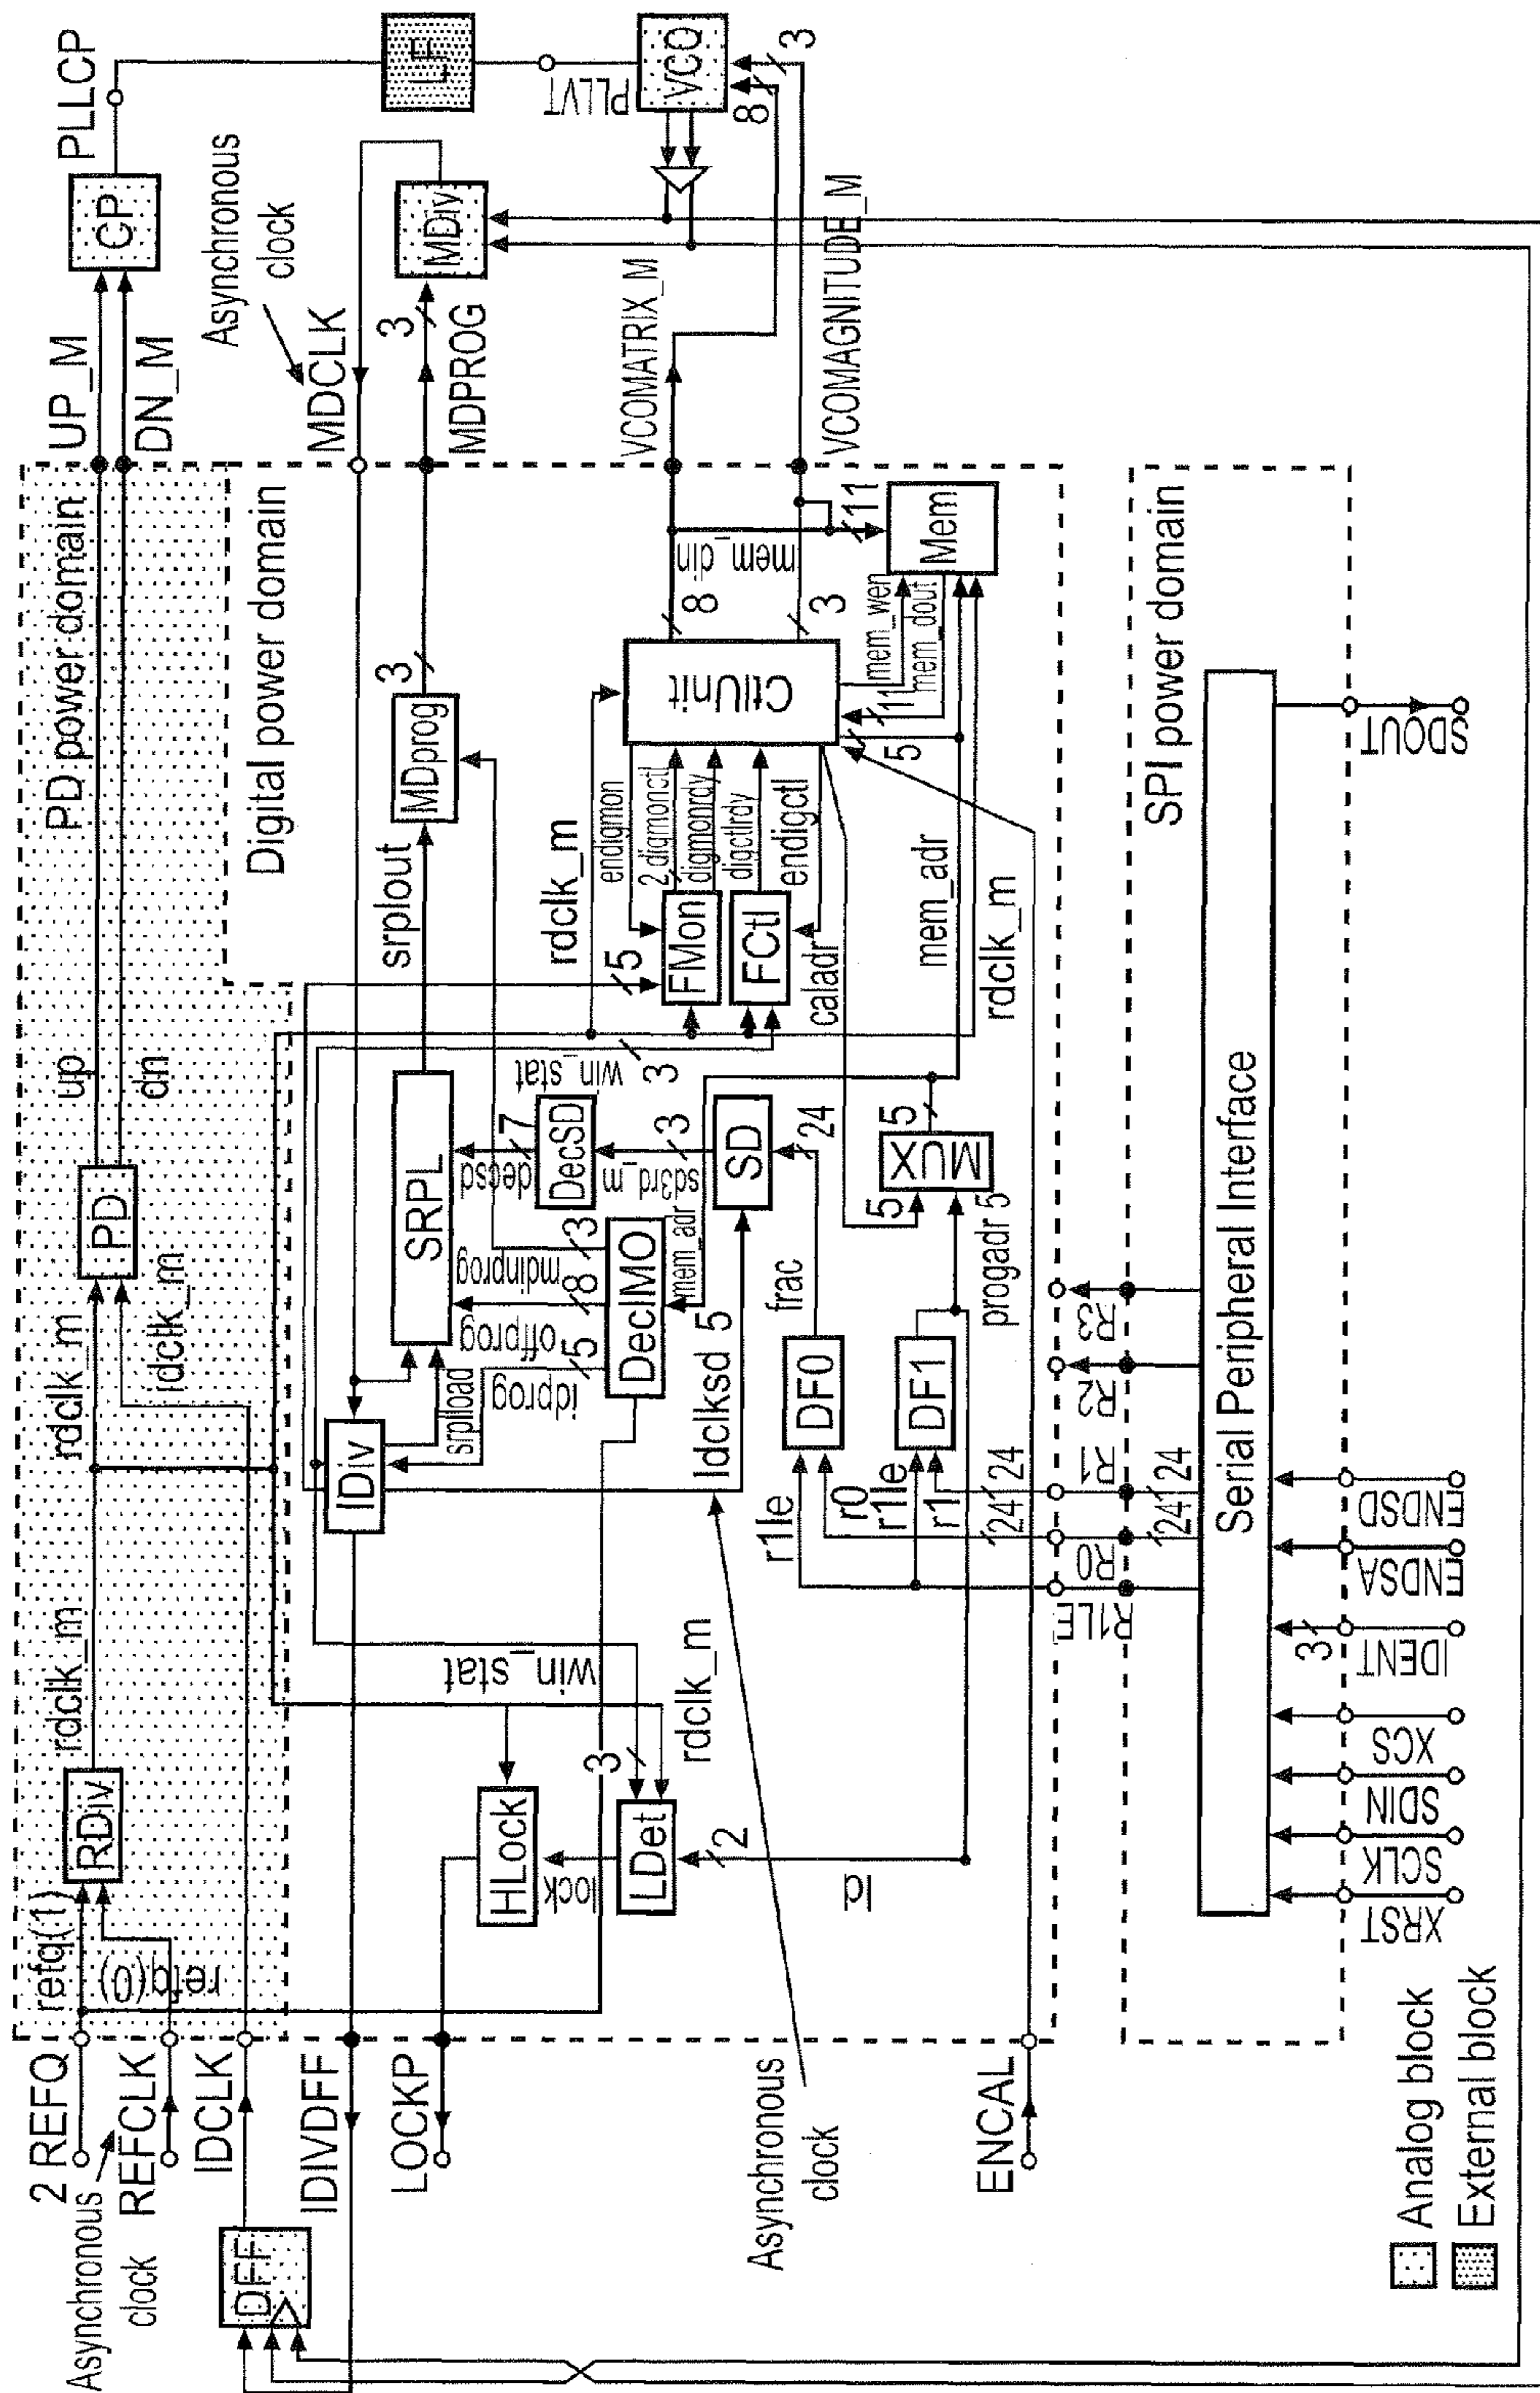 2 REFQ
Asynchronous
clock
REFCLK
IDCLK
DFF
IDIVDFF
LOCKP
ENCAL
Asynchronous
clock
refq(1)
refq(0)
RDiv
rdclk_m
rdclk_m
rdclk_m
PD
up
dn
PD power domain
UP_M
DN_M
CP
PLLCP
LF
PLLVT
VCO
8
3
Asynchronous
clock
MDCLK
MDiv
3
MDPROG
VCOMATRIX_M
VCOMAGNITUDE_M
Digital power domain
HLock
lock
LDet
3
2
ld
win_stat
rdclk_m
IDiv
srplload
idprog
5
offprog
8
mdinprog
3
DecIMO
mem_adr
SRPL
decsd
7
DecSD
sd3rd_m
3
SD
24
Idclksd 5
frac
DF0
DF1
r1le
r0
r1le
r1
progadr 5
MUX
5
5
win_stat
3
srplout
MDprog
3
rdclk_m
5
FMon
FCtl
endigmon
2 digmonctl
digmonrdy
digctlrdy
endigctl
caladr
CtlUnit
8
3
mem_din
11
Mem
mem_wen
mem_dout
11
5
mem_adr
rdclk_m
R1LE
R0
R1
R2
R3
24
24
24
24
SPI power domain
Serial Peripheral Interface
XRST
SCLK
SDIN
XCS
IDENT
3
ENDSA
ENDSD
SDOUT
Analog block
External block